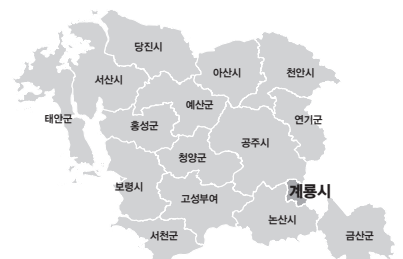 당진시
서산시
아산시
천안시
예산군
태안군
홍성군
연기군
공주시
청양군
보령시
계룡시
고성부여
논산시
서천군
금산군